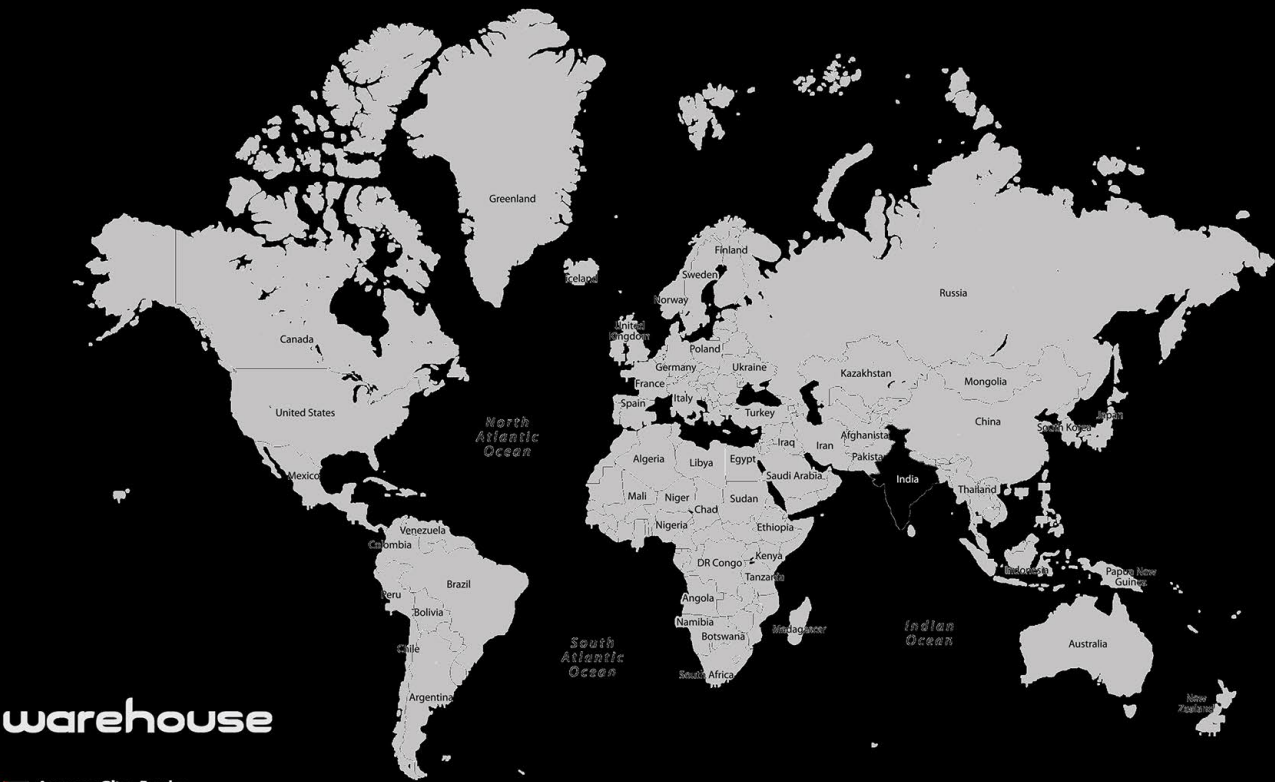 Greenland
Iceland
Finland
Sweden
Norway
Russia
United
Kingdom
Canada
Poland
Germany
Ukraine
Kazakhstan
Mongolia
France
Italy
Spain
Turkey
United States
China
Japan
South Korea
North
Atlantic
Ocean
Iraq
Iran
Afghanista
Pakista
Algeria
Libya
Egypt
Saudi Arabia
Mexico
India
Thailand
Mali
Niger
Chad
Sudan
Nigeria
Ethiopia
Venezuela
Colombia
Kenya
DR Congo
Tanzania
Indonesia
Papua New
Guinea
Brazil
Peru
Bolivia
Angola
Namibia
Botswana
Madagascar
Indian
Ocean
South
Atlantic
Ocean
Chile
Australia
South Africa
Argentina
New
Zealand
warehouse